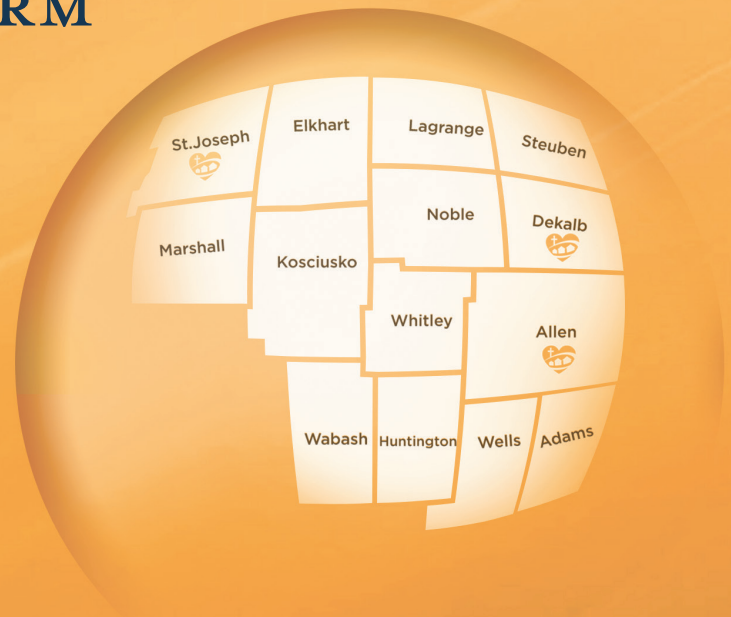 RM
St.Joseph
Elkhart
Lagrange
Steuben
Marshall
Kosciusko
Noble
Dekalb
Whitley
Allen
Wabash
Huntington
Wells
Adams